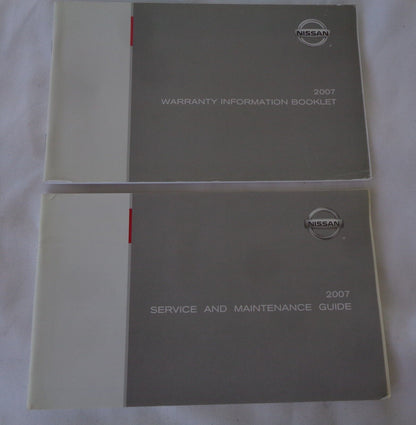 NISSAN
2007
WARRANTY INFORMATION BOOKLET
NISSAN
2007
SERVICE AND MAINTENANCE GUIDE